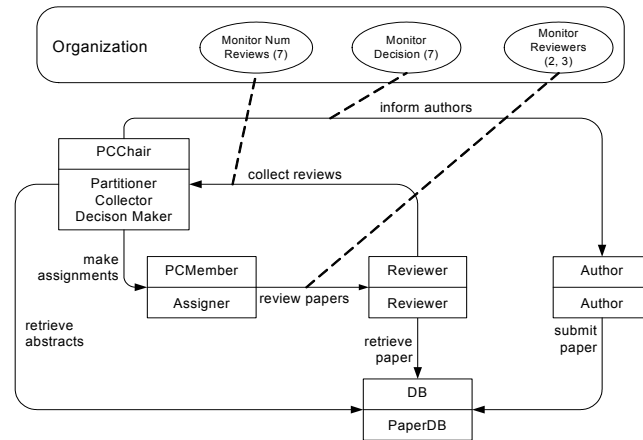 Organization
Monitor Num
Reviews (7)
Monitor
Decision (7)
Monitor
Reviewers
(2, 3)
inform authors
PCChair
Partitioner
Collector
Decison Maker
collect reviews
make
assignments
PCMember
Assigner
review papers
Reviewer
Reviewer
Author
Author
retrieve
abstracts
retrieve
paper
submit
paper
DB
PaperDB